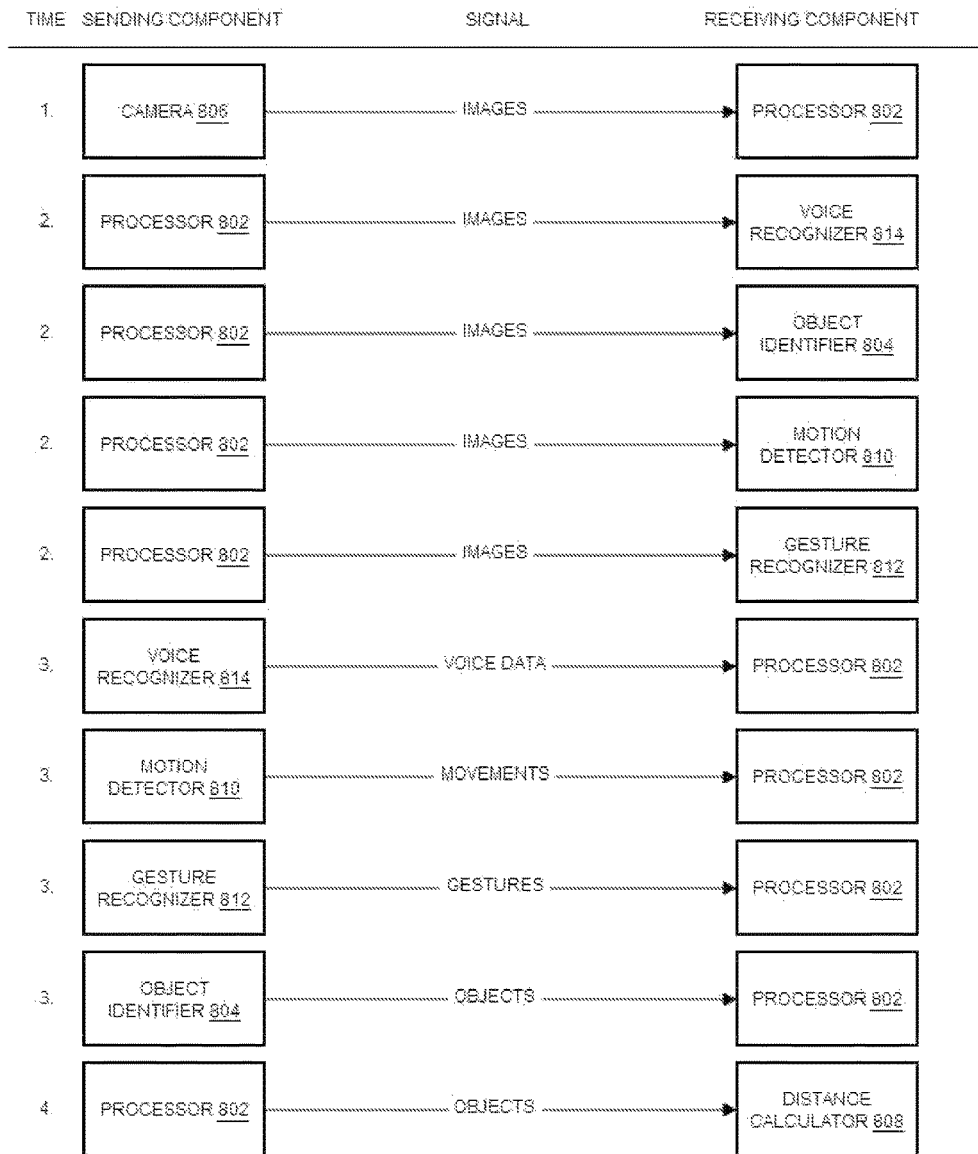 TIME SENDING COMPONENT SIGNAL RECEIVING COMPONENT
1. CAMERA 806 IMAGES PROCESSOR 802
2. PROCESSOR 802 IMAGES VOICE
RECOGNIZER 814
2. PROCESSOR 802 IMAGES OBJECT
IDENTIFIER 804
2. PROCESSOR 802 IMAGES MOTION
DETECTOR 810
2. PROCESSOR 802 IMAGES GESTURE
RECOGNIZER 812
3. VOICE
RECOGNIZER 814 VOICE DATA PROCESSOR 802
3. MOTION
DETECTOR 810 MOVEMENTS PROCESSOR 802
3. GESTURE
RECOGNIZER 812 GESTURES PROCESSOR 802
3. OBJECT
IDENTIFIER 804 OBJECTS PROCESSOR 802
4. PROCESSOR 802 OBJECTS DISTANCE
CALCULATOR 808